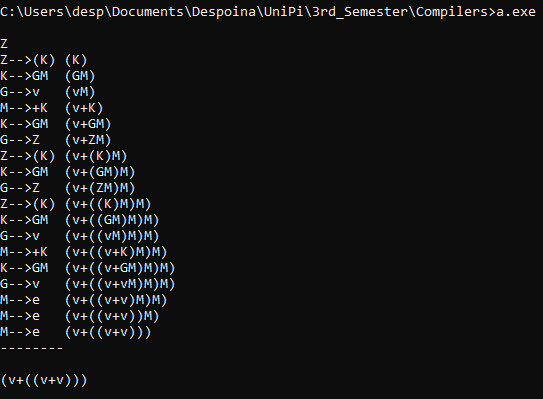 C:\Users\desp\Documents\Despoina\UniPi\3rd_Semester\Compilers>a.exe
Z
Z-->(K) (K)
K-->GM  (GM)
G-->v   (vM)
M-->+K  (v+K)
K-->GM  (v+GM)
G-->Z   (v+ZM)
Z-->(K) (v+(K)M)
K-->GM  (v+(GM)M)
G-->Z   (v+(ZM)M)
Z-->(K) (v+((K)M)M)
K-->GM  (v+((GM)M)M)
G-->v   (v+((vM)M)M)
M-->+K  (v+((v+K)M)M)
K-->GM  (v+((v+GM)M)M)
G-->v   (v+((v+vM)M)M)
M-->e   (v+((v+v)M)M)
M-->e   (v+((v+v))M)
M-->e   (v+((v+v)))
--------
(v+((v+v)))